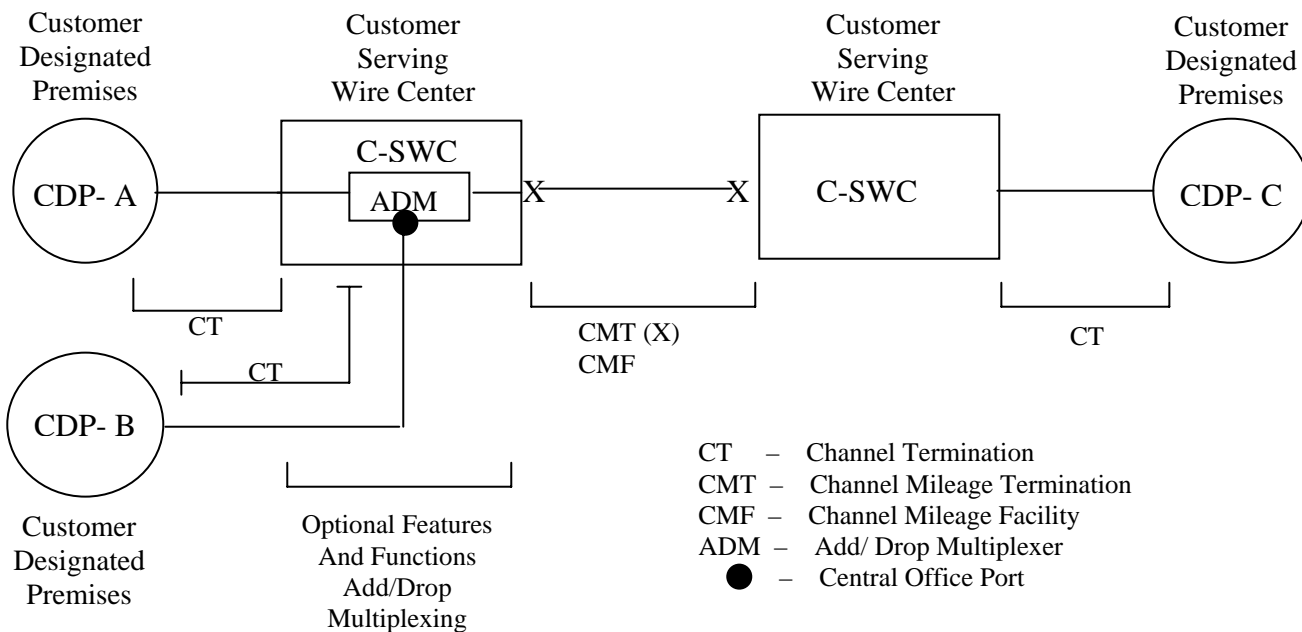 Customer
Designated
Premises
Customer
Serving
Wire Center
Customer
Serving
Wire Center
Customer
Designated
Premises
CDP- A
C-SWC
ADM
X
X
C-SWC
CDP- C
CT
CMT (X)
CMF
CT
CT
CDP- B
Customer
Designated
Premises
Optional Features
And Functions
Add/Drop
Multiplexing
CT – Channel Termination
CMT – Channel Mileage Termination
CMF – Channel Mileage Facility
ADM – Add/ Drop Multiplexer
– Central Office Port